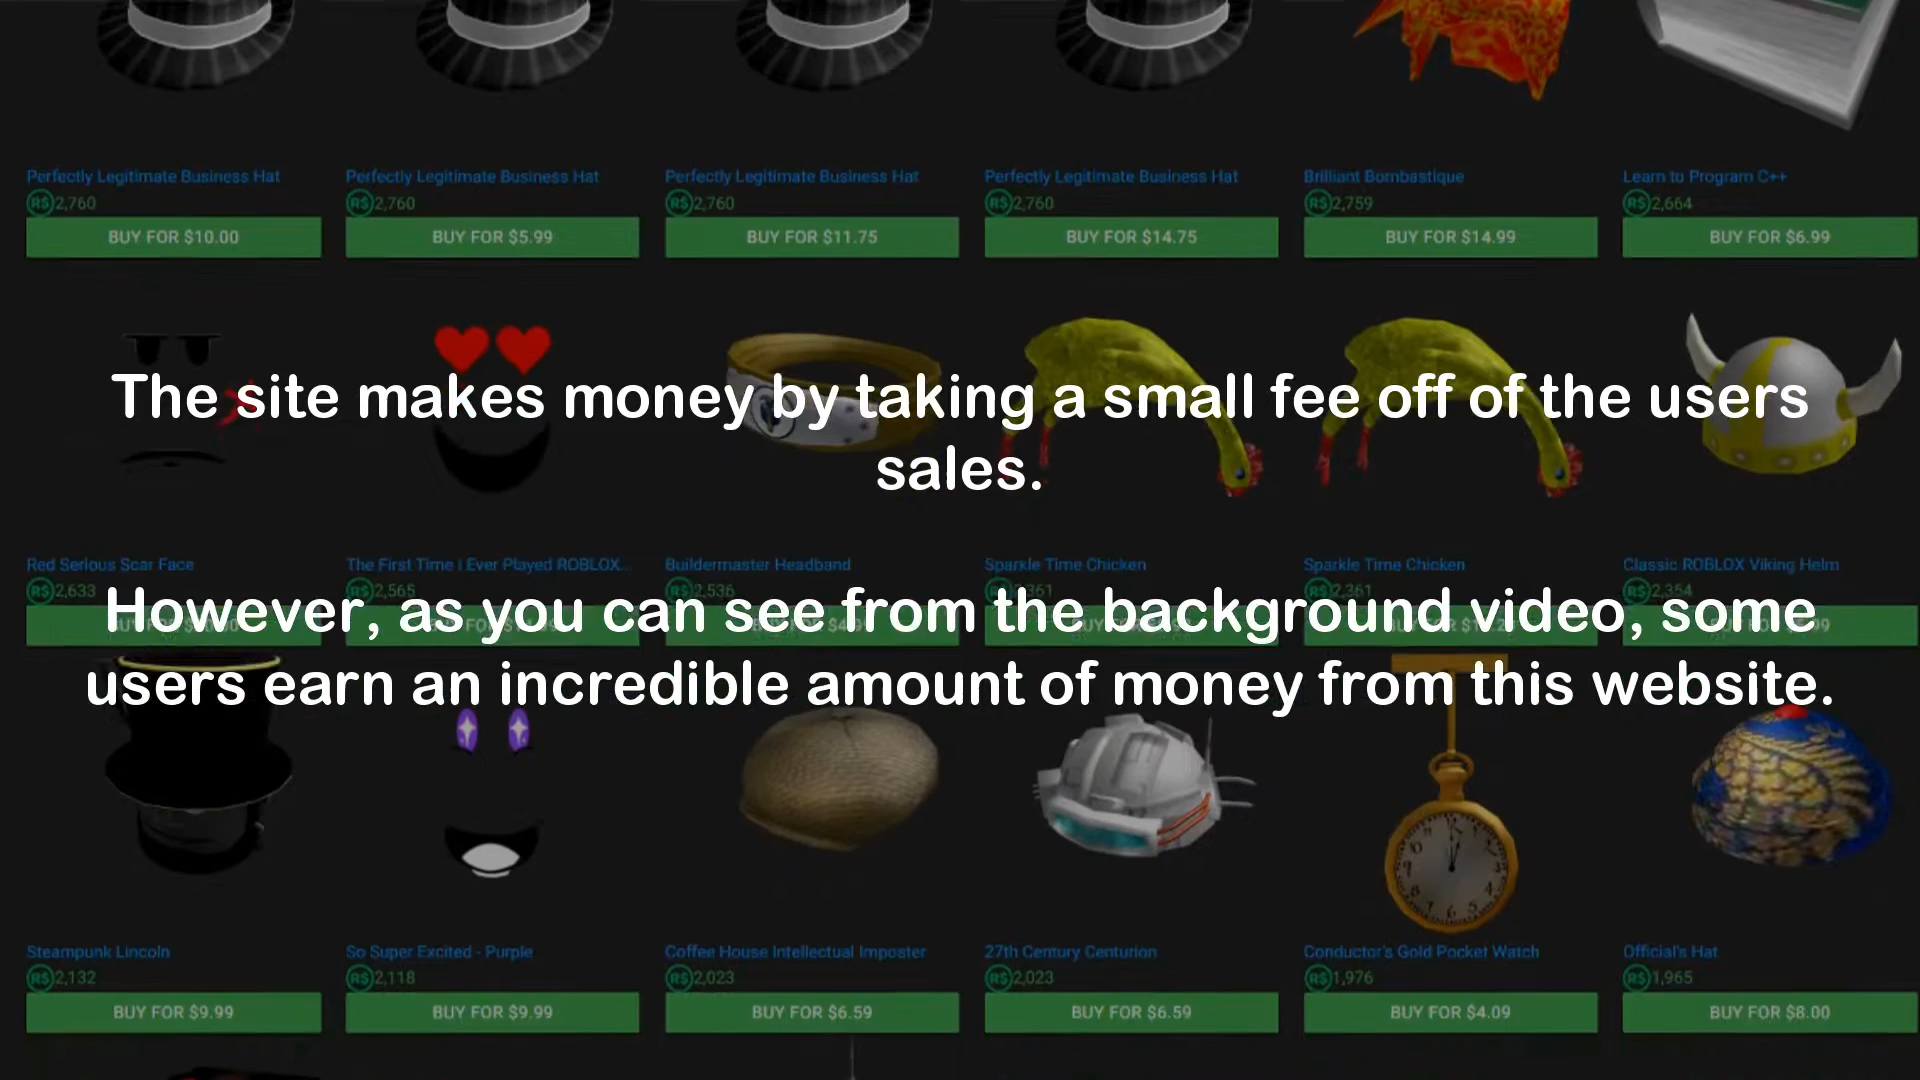 Perfectly Legitimate Business Hat Perfectly Legitimate Business Hat Perfectly Legitimate Business Hat Perfectly Legitimate Business Hat Brilliant Bombastique Learn to Program C++
R$ 2,760 R$ 2,760 R$ 2,760 R$ 2,760 R$ 2,759 R$ 2,664
BUY FOR $10.00 BUY FOR $5.99 BUY FOR $11.75 BUY FOR $14.75 BUY FOR $14.99 BUY FOR $6.99
The site makes money by taking a small fee off of the users
sales.
Red Serious Scar Face The First Time I Ever Played ROBLOX... Buildermaster Headband Sparkle Time Chicken Sparkle Time Chicken Classic ROBLOX Viking Helm
R$ 2,633 R$ 2,565 R$ 2,536 R$ 2,361 R$ 2,361 R$ 2,354
However, as you can see from the background video, some
users earn an incredible amount of money from this website.
Steampunk Lincoln So Super Excited - Purple Coffee House Intellectual Imposter 27th Century Centurion Conductor's Gold Pocket Watch Official's Hat
R$ 2,132 R$ 2,118 R$ 2,023 R$ 2,023 R$ 1,976 R$ 1,965
BUY FOR $9.99 BUY FOR $9.99 BUY FOR $6.59 BUY FOR $6.59 BUY FOR $4.09 BUY FOR $8.00